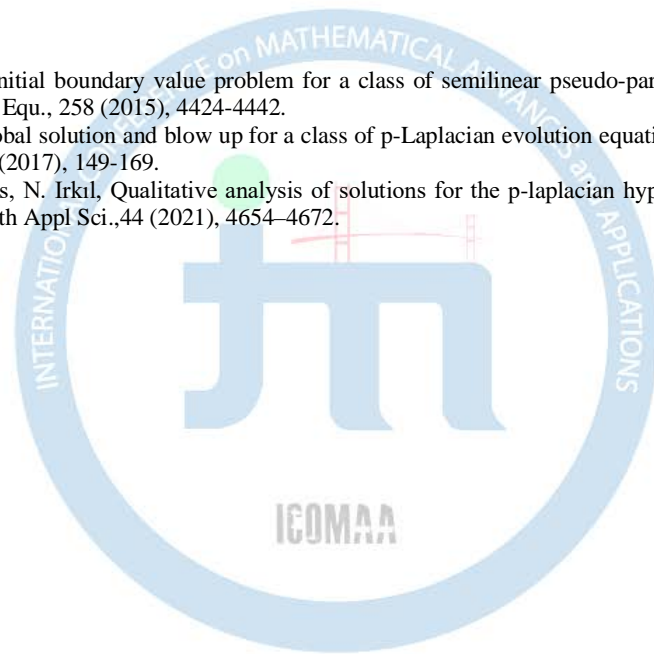 nitial boundary value problem for a class of semilinear pseudo-par
Equ., 258 (2015), 4424-4442.
obal solution and blow up for a class of p-Laplacian evolution equati
(2017), 149-169.
s, N. Irkıl, Qualitative analysis of solutions for the p-laplacian hyp
th Appl Sci.,44 (2021), 4654–4672.
INTERNATIONAL CONFERENCE on MATHEMATICAL ADVANCES and APPLICATIONS
ICOMAA